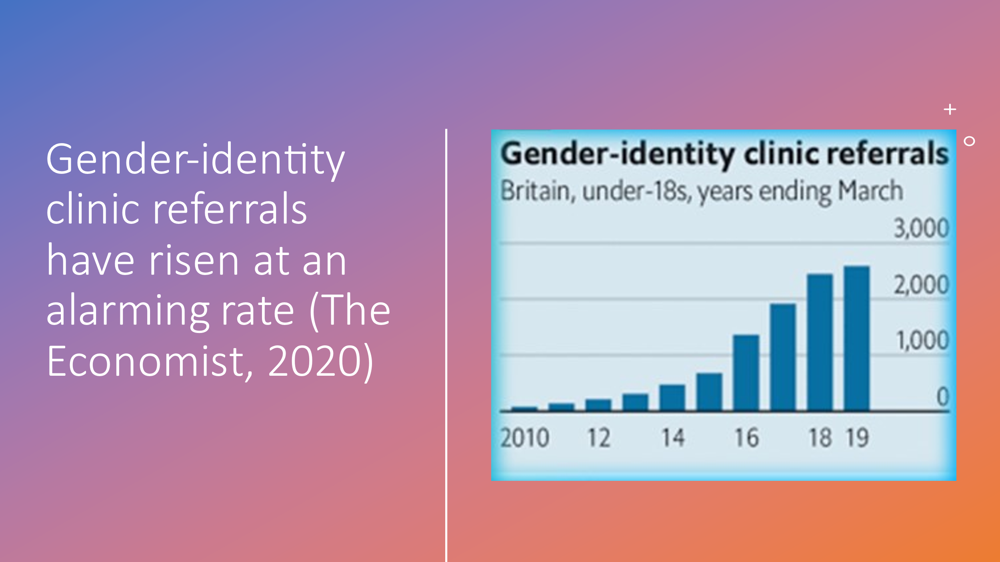 Gender-identity
clinic referrals
have risen at an
alarming rate (The
Economist, 2020)
Gender-identity clinic referrals
Britain, under-18s, years ending March
3,000
2,000
1,000
0
2010 12 14 16 18 19